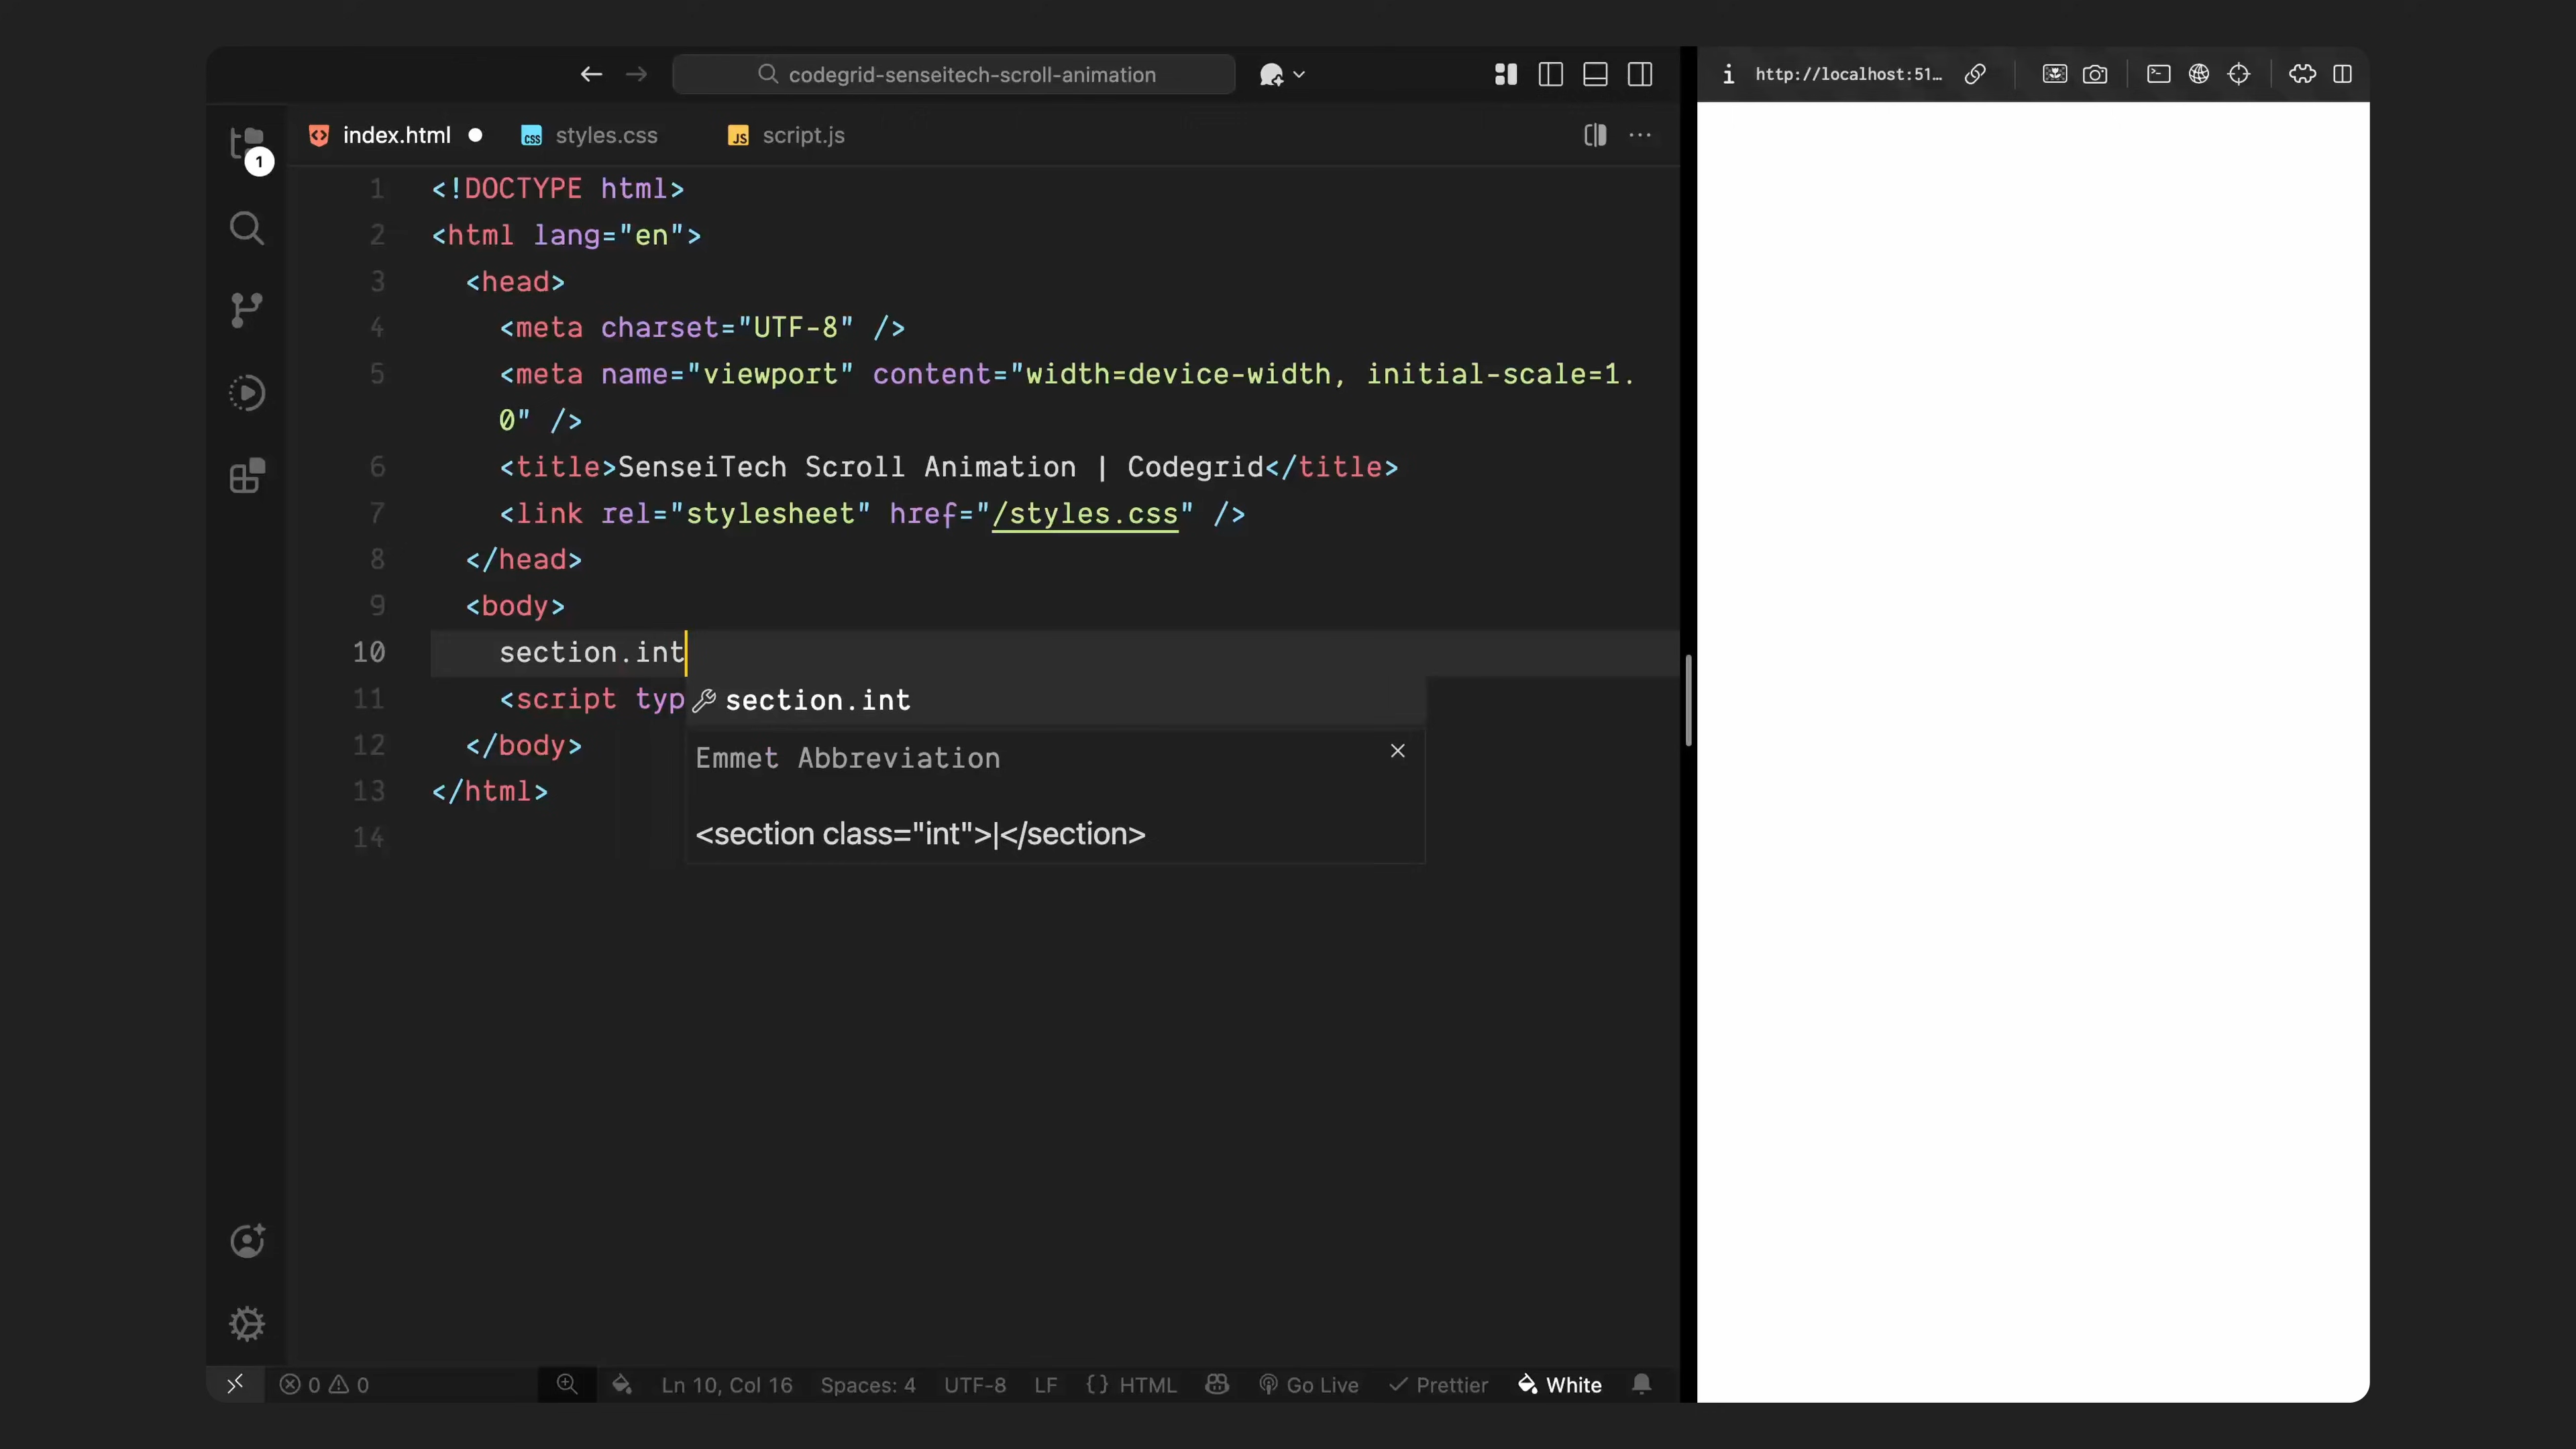 codegrid-senseitech-scroll-animation
http://localhost:51…
1
index.html
styles.css
script.js
1 <!DOCTYPE html>
2 <html lang="en">
3 <head>
4 <meta charset="UTF-8" />
5 <meta name="viewport" content="width=device-width, initial-scale=1.
0" />
6 <title>SenseiTech Scroll Animation | Codegrid</title>
7 <link rel="stylesheet" href="/styles.css" />
8 </head>
9 <body>
10 section.int
11 <script typ
section.int
12 </body>
Emmet Abbreviation
13 </html>
<section class="int">|</section>
14
0 0 Ln 10, Col 16 Spaces: 4 UTF-8 LF {} HTML Go Live Prettier White